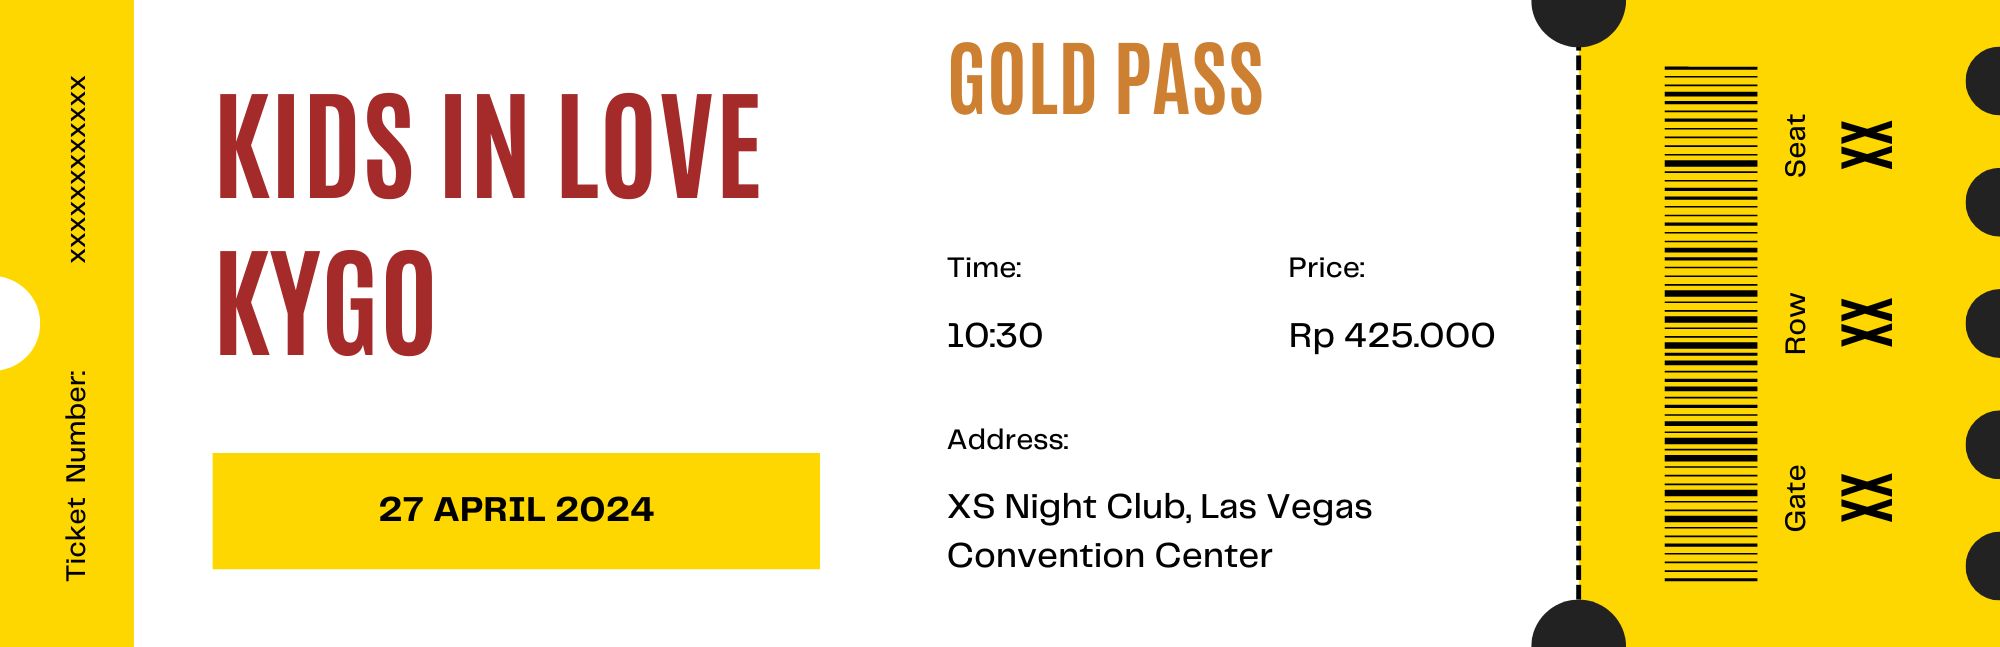 Ticket Number: xxxxxxxxxxxxxx
KIDS IN LOVE
KYGO
27 APRIL 2024
GOLD PASS
Time:
10:30
Price:
Rp 425.000
Address:
XS Night Club, Las Vegas
Convention Center
Gate
XX
Row
XX
Seat
XX